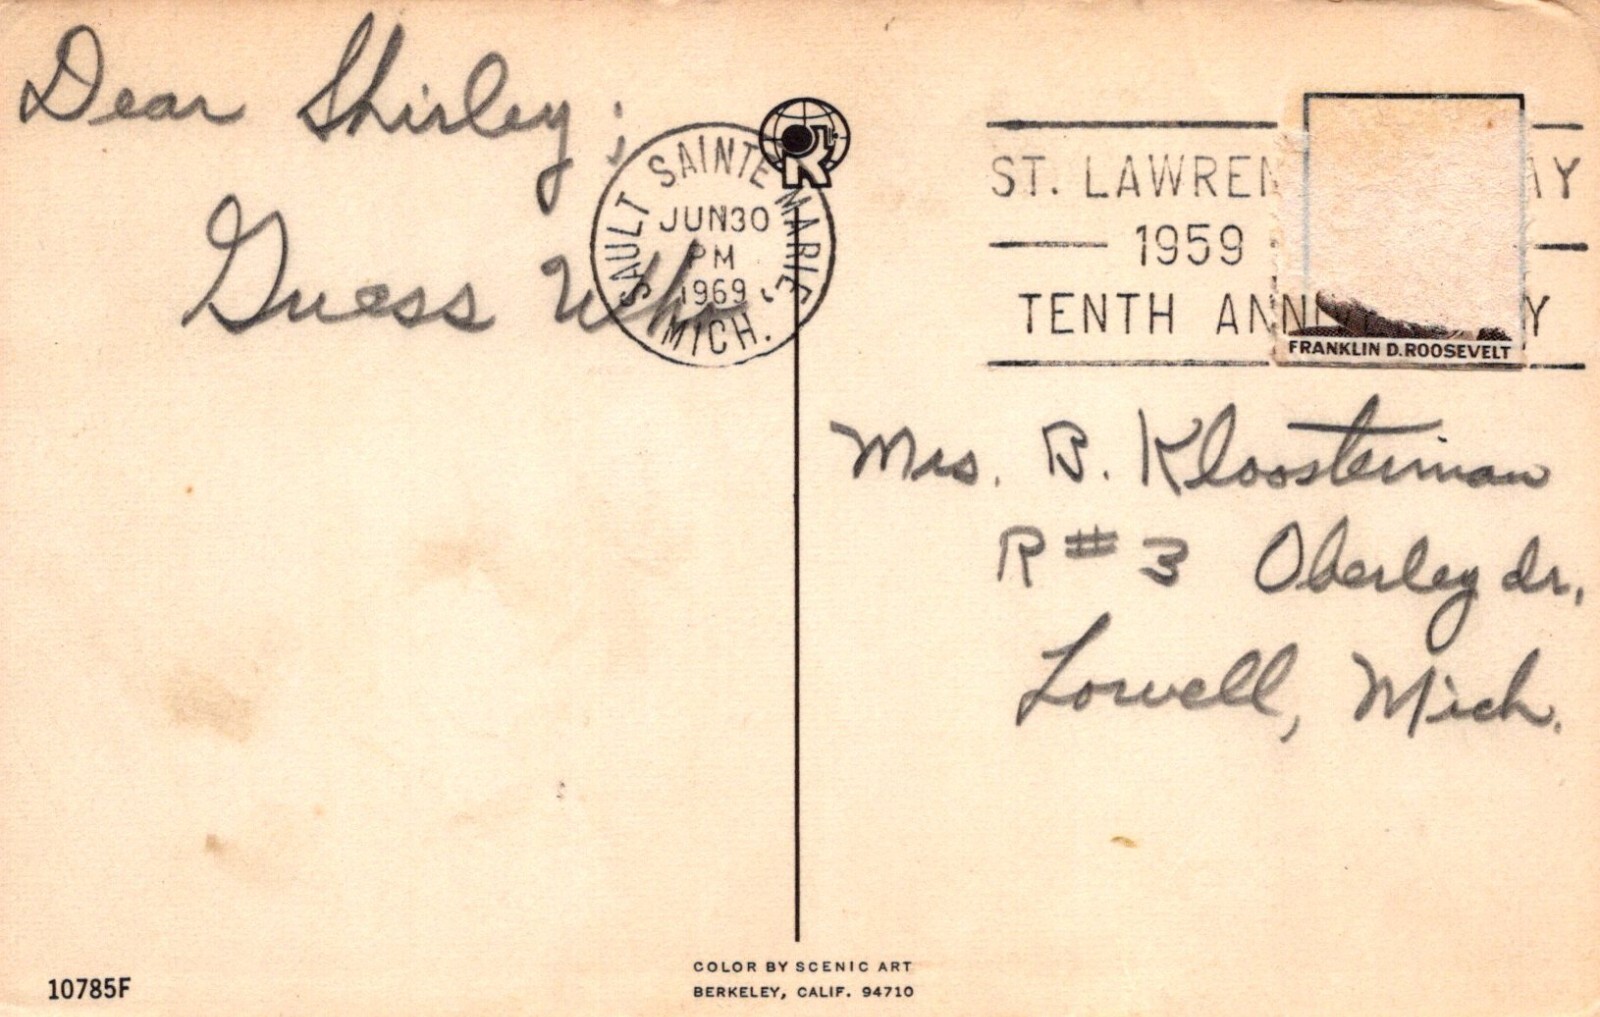 Dear Shirley;
Guess Who
SAULT SAINTE MARIE, MICH.
JUN 30
PM
1969
R
ST. LAWREN AY
1959
TENTH ANNI Y
FRANKLIN D. ROOSEVELT
Mrs. B. Kloosterman
R # 3 Oberley dr,
Lowell, Mich.
COLOR BY SCENIC ART
BERKELEY, CALIF. 94710
10785F